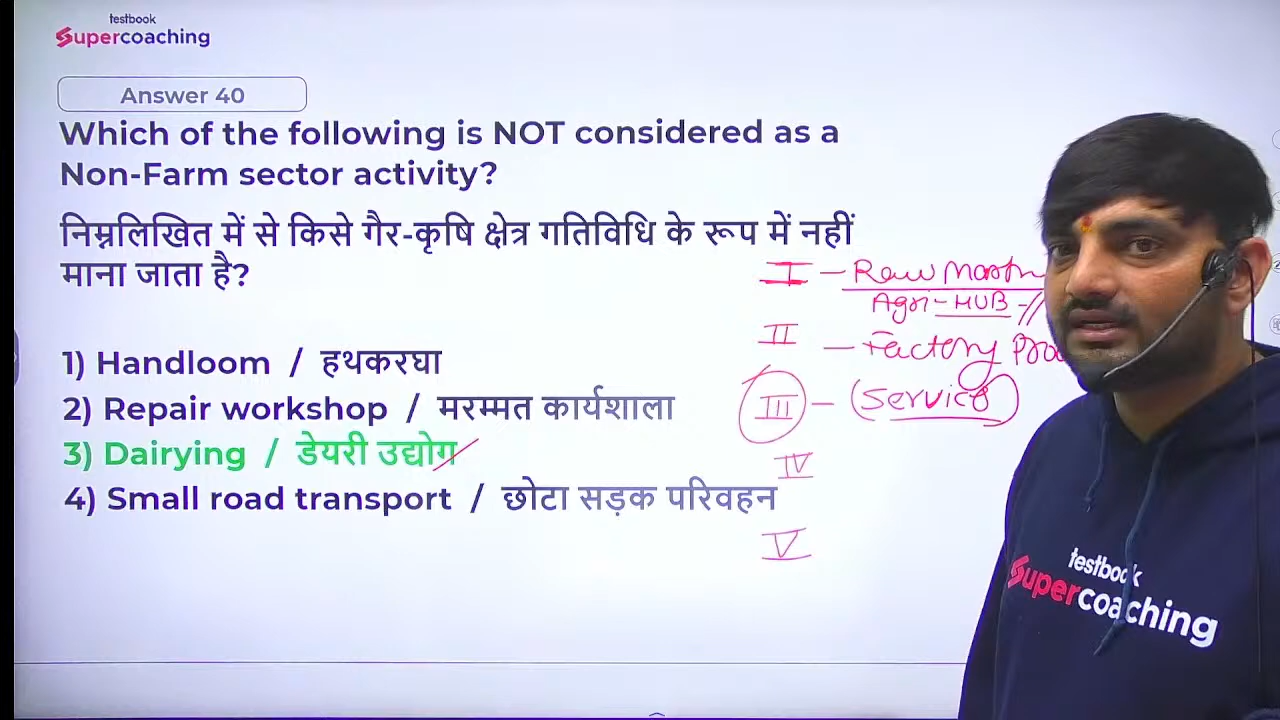 testbook
Supercoaching
Answer 40
Which of the following is NOT considered as a
Non-Farm sector activity?
निम्नलिखित में से किसे गैर-कृषि क्षेत्र गतिविधि के रूप में नहीं
माना जाता है?
I - Raw
Agri-HUB-//
II - Factory
1) Handloom / हथकरघा
2) Repair workshop / मरम्मत कार्यशाला
III - (Service)
3) Dairying / डेयरी उद्योग
IV
4) Small road transport / छोटा सड़क परिवहन
V
testbook
Supercoaching